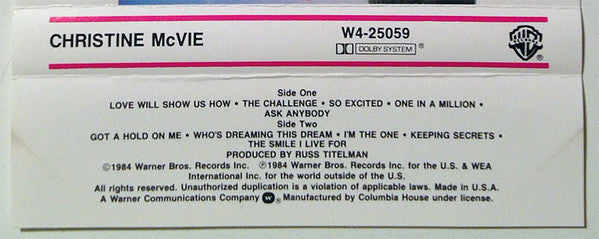 CHRISTINE McVIE
W4-25059
DOLBY SYSTEM ®
Side One
LOVE WILL SHOW US HOW • THE CHALLENGE • SO EXCITED • ONE IN A MILLION •
ASK ANYBODY
Side Two
GOT A HOLD ON ME • WHO'S DREAMING THIS DREAM • I'M THE ONE • KEEPING SECRETS •
THE SMILE I LIVE FOR
PRODUCED BY RUSS TITELMAN
©1984 Warner Bros. Records Inc. ℗1984 Warner Bros. Records Inc. for the U.S. & WEA
International Inc. for the world outside of the U.S.
All rights reserved. Unauthorized duplication is a violation of applicable laws. Made in U.S.A.
A Warner Communications Company Manufactured by Columbia House under license.